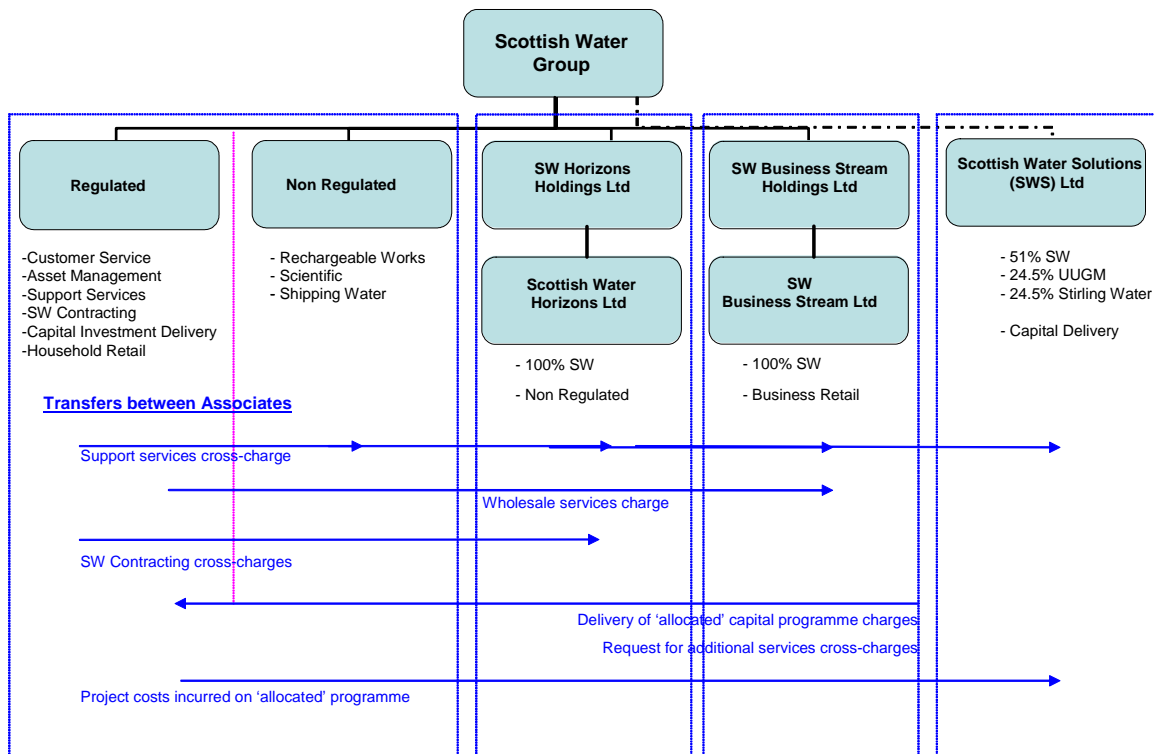 Scottish Water
Group
Regulated
Non Regulated
SW Horizons
Holdings Ltd
SW Business Stream
Holdings Ltd
Scottish Water Solutions
(SWS) Ltd
-Customer Service
-Asset Management
-Support Services
-SW Contracting
-Capital Investment Delivery
-Household Retail
- Rechargeable Works
- Scientific
- Shipping Water
Scottish Water
Horizons Ltd
SW
Business Stream Ltd
- 51% SW
- 24.5% UUGM
- 24.5% Stirling Water
- Capital Delivery
- 100% SW
- Non Regulated
- 100% SW
- Business Retail
Transfers between Associates
Support services cross-charge
Wholesale services charge
SW Contracting cross-charges
Delivery of ‘allocated’ capital programme charges
Request for additional services cross-charges
Project costs incurred on ‘allocated’ programme